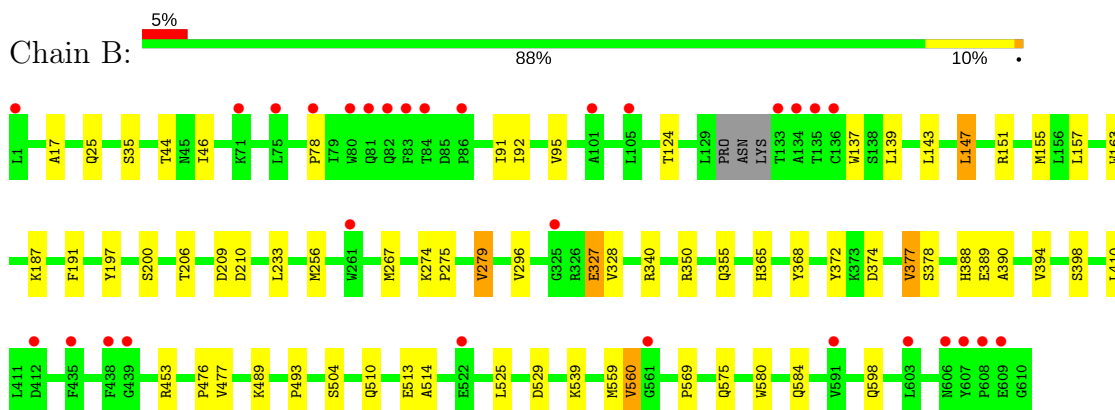 5%
Chain B:
88% 10% •
L1 A17 Q25 S35 T44 N45 I46 K71 L75 P78 I79 W80 Q81 Q82 F83 T84 D85 P86 I91 I92 V95 A101 L105 T124 L129 PRO ASN LYS T133 A134 T135 C136 W137 S138 L139 L143 L147 R151 M155 L156 L157
K187 F191 Y197 S200 T206 D209 D210 L233 M256 W261 M267 K274 P275 V279 V296 G325 R326 E327 V328 R340 R350 Q355 H365 Y368 Y372 K373 D374 V377 S378 H388 E389 A390 V394 S398
L411 D412 F435 F438 G439 R453 P476 V477 K489 P493 S504 Q510 E513 A514 E522 L525 D529 K539 M559 V560 G561 P569 Q575 W580 Q584 V591 Q598 L603 N606 Y607 P608 E609 G610